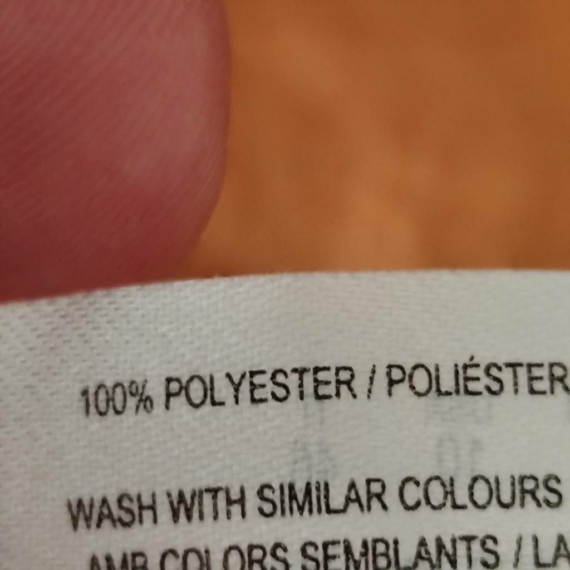 100% POLYESTER / POLIÉSTER
WASH WITH SIMILAR COLOURS
AMB COLORS SEMBLANTS / LA